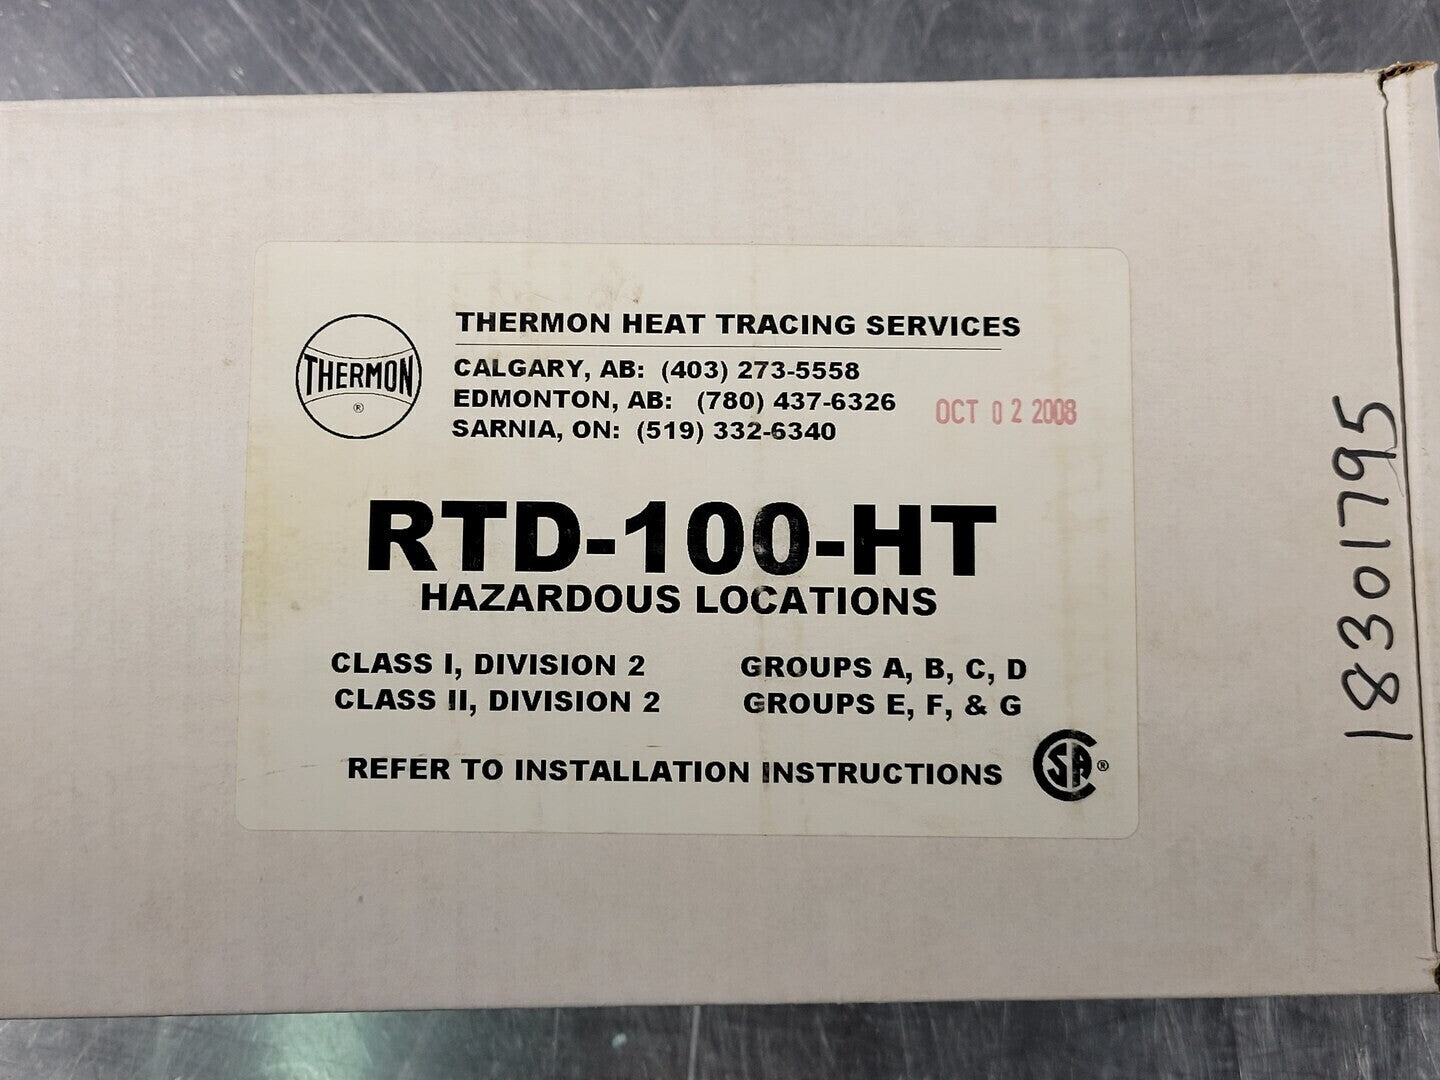 THERMON
®
THERMON HEAT TRACING SERVICES
CALGARY, AB: (403) 273-5558
EDMONTON, AB: (780) 437-6326
SARNIA, ON: (519) 332-6340
OCT 02 2008
RTD-100-HT
HAZARDOUS LOCATIONS
CLASS I, DIVISION 2 GROUPS A, B, C, D
CLASS II, DIVISION 2 GROUPS E, F, & G
REFER TO INSTALLATION INSTRUCTIONS
CSA ®
18301795